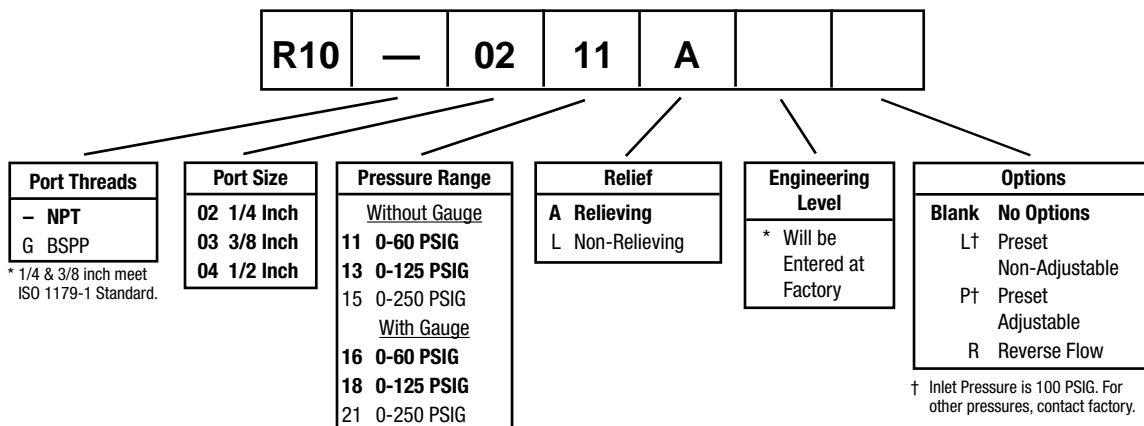 R10 — 02 11 A
Port Threads
– NPT
G BSPP
* 1/4 & 3/8 inch meet
ISO 1179-1 Standard.
Port Size
02 1/4 Inch
03 3/8 Inch
04 1/2 Inch
Pressure Range
Without Gauge
11 0-60 PSIG
13 0-125 PSIG
15 0-250 PSIG
With Gauge
16 0-60 PSIG
18 0-125 PSIG
21 0-250 PSIG
Relief
A Relieving
L Non-Relieving
Engineering
Level
* Will be
Entered at
Factory
Options
Blank No Options
L† Preset
Non-Adjustable
P† Preset
Adjustable
R Reverse Flow
† Inlet Pressure is 100 PSIG. For
other pressures, contact factory.